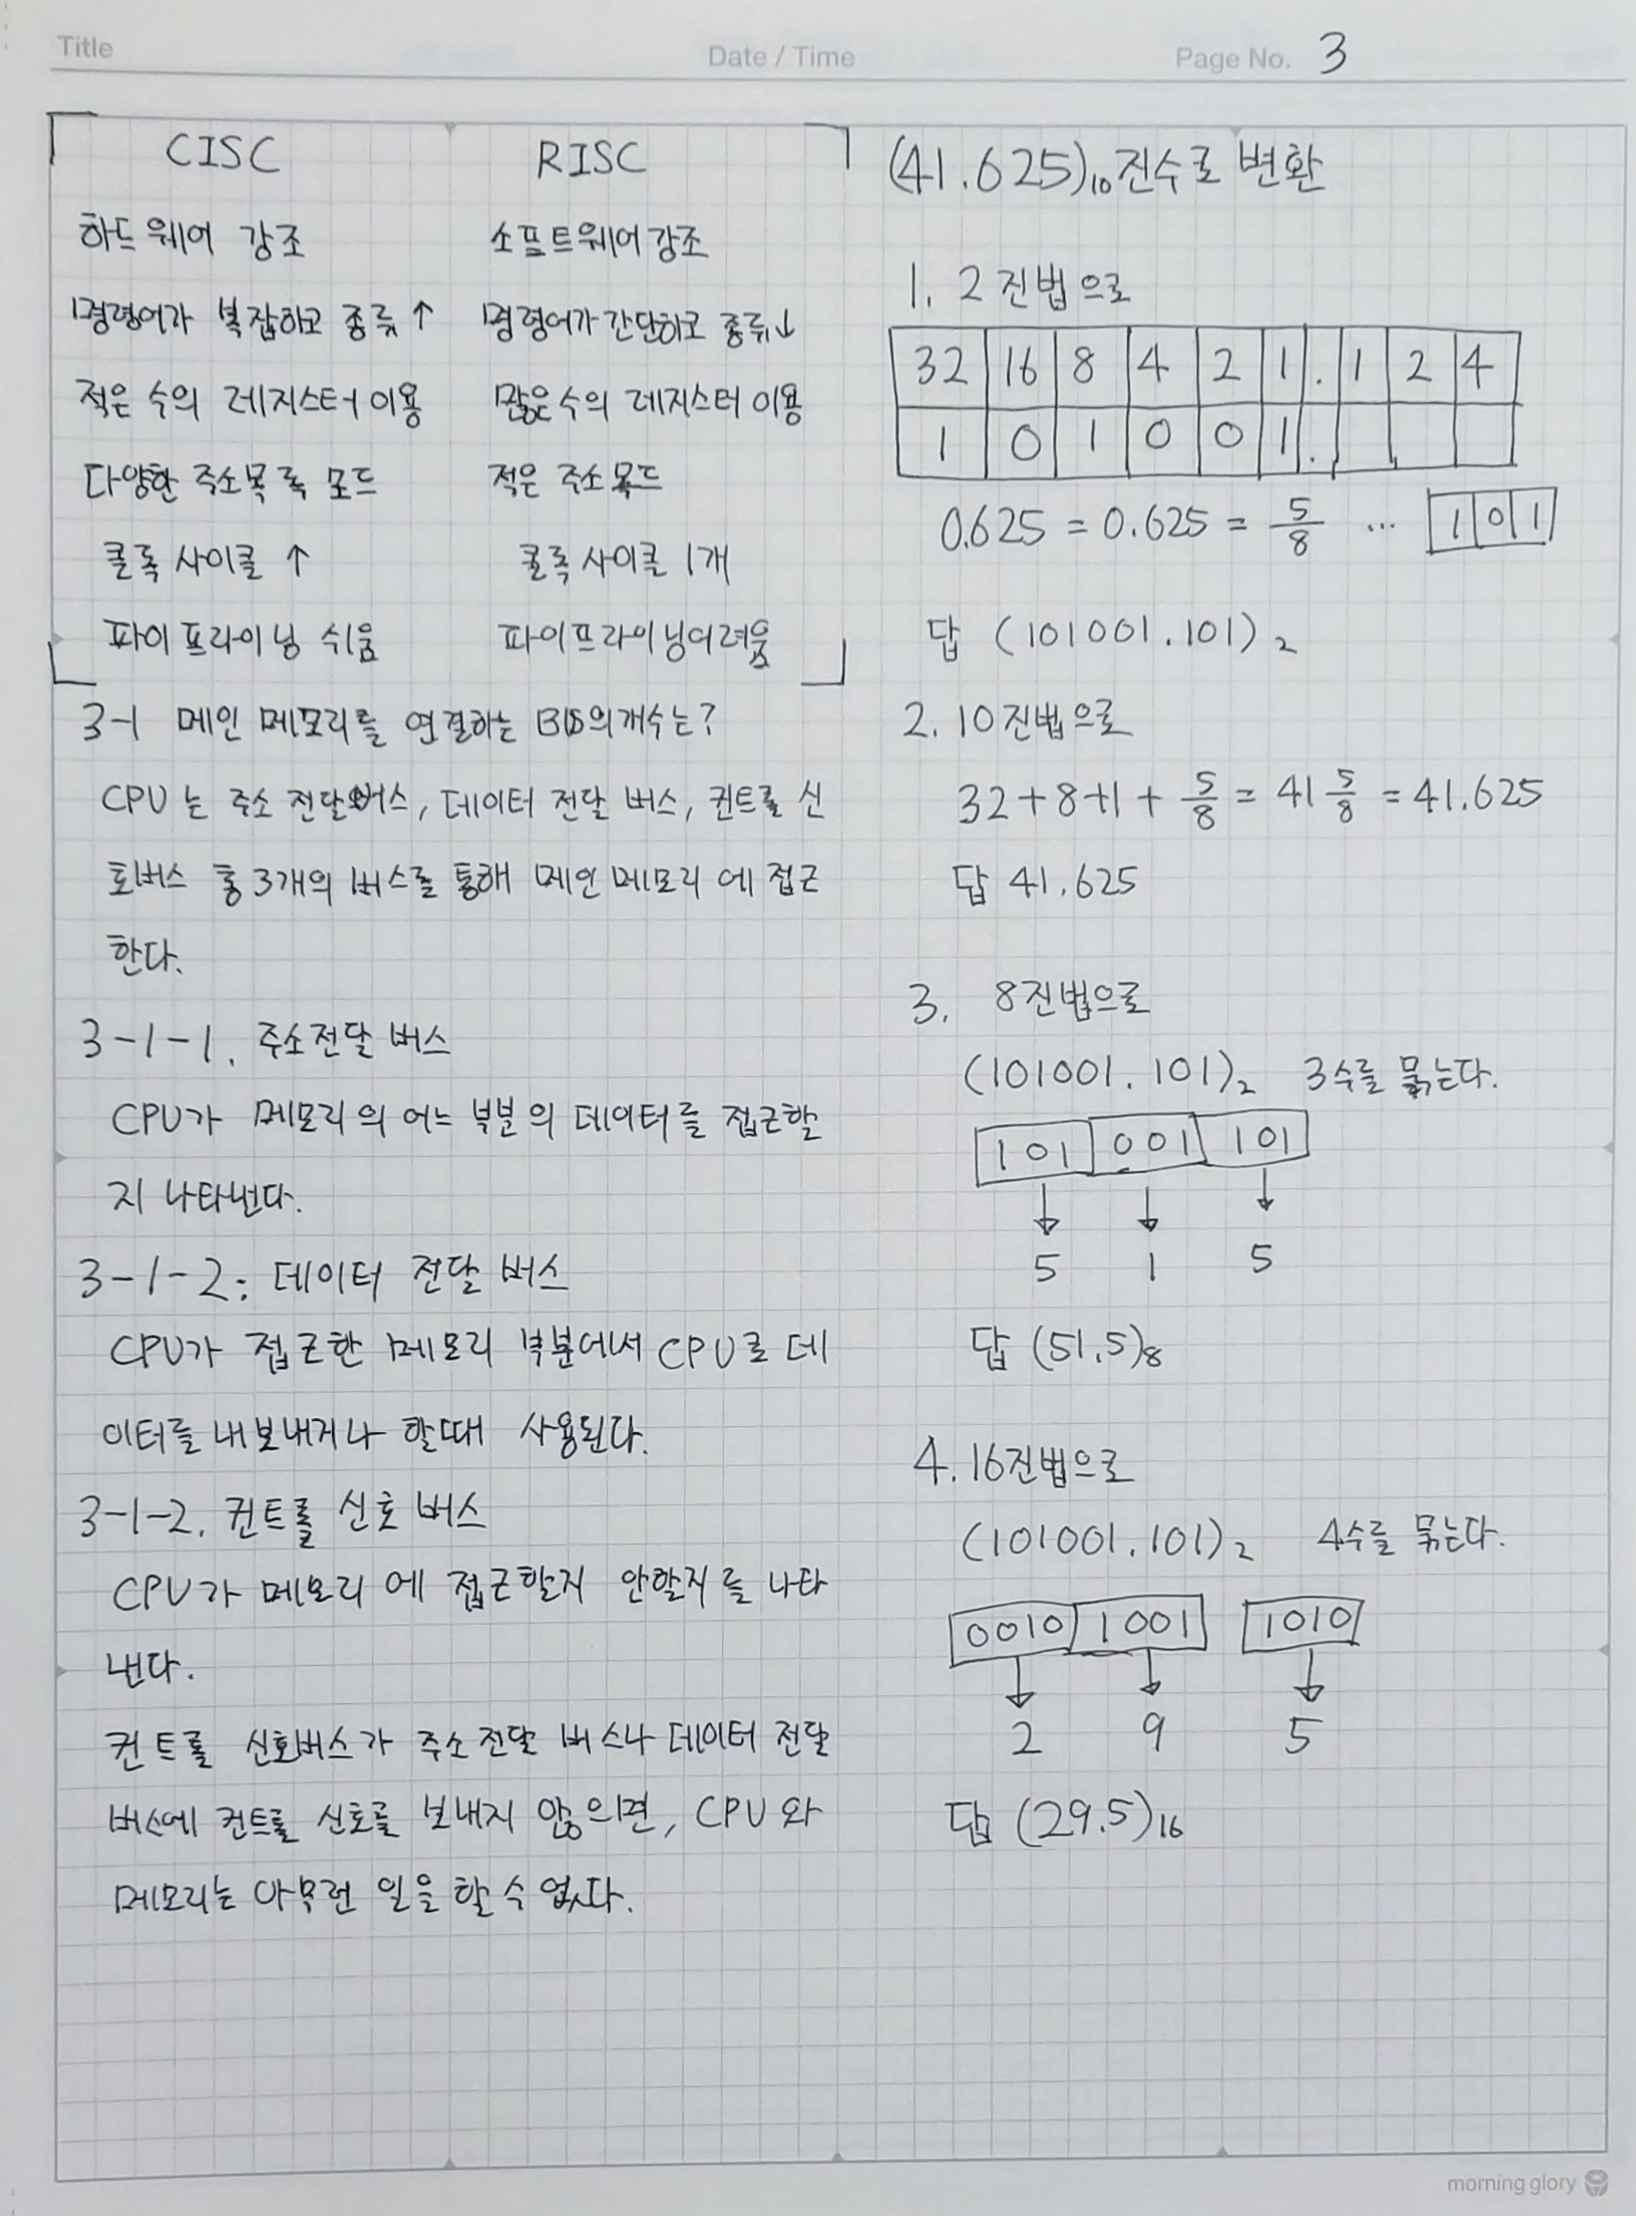 Title
Date / Time
Page No. 3
CISC RISC
하드웨어 강조 소프트웨어 강조
명령어가 복잡하고 종류↑ 명령어가 간단하고 종류↓
적은 수의 레지스터 이용 많은 수의 레지스터 이용
다양한 주소목록 모드 적은 주소모드
클록 사이클 ↑ 클록 사이클 1개
파이프라이닝 쉬움 파이프라이닝어려움
3-1 메인 메모리를 연결하는 BUS의개수는?
CPU는 주소 전달버스, 데이터 전달 버스, 컨트롤 신
호버스 총 3개의 버스를 통해 메인 메모리에 접근
한다.
3-1-1. 주소전달 버스
CPU가 메모리의 어느 부분의 데이터를 접근할
지 나타낸다.
3-1-2. 데이터 전달 버스
CPU가 접근한 메모리 부분에서 CPU로 데
이터를 내보내거나 할때 사용된다.
3-1-2. 컨트롤 신호 버스
CPU가 메모리에 접근할지 안할지를 나타
낸다.
컨트롤 신호버스가 주소 전달 버스나 데이터 전달
버스에 컨트롤 신호를 보내지 않으면, CPU와
메모리는 아무런 일을 할 수 없다.
(41.625)₁₀진수로 변환
1. 2진법으로
32 16 8 4 2 1 . 1 2 4
1 0 1 0 0 1 .
0.625 = 0.625 = 5/8 ... 1 0 1
답 (101001.101)₂
2. 10진법으로
32+8+1+5/8 = 41 5/8 = 41.625
답 41.625
3. 8진법으로
(101001.101)₂ 3수를 묶는다.
101 001 101
↓ ↓ ↓
5 1 5
답 (51.5)₈
4. 16진법으로
(101001.101)₂ 4수를 묶는다.
0010 1001 1010
↓ ↓ ↓
2 9 5
답 (29.5)₁₆
morning glory